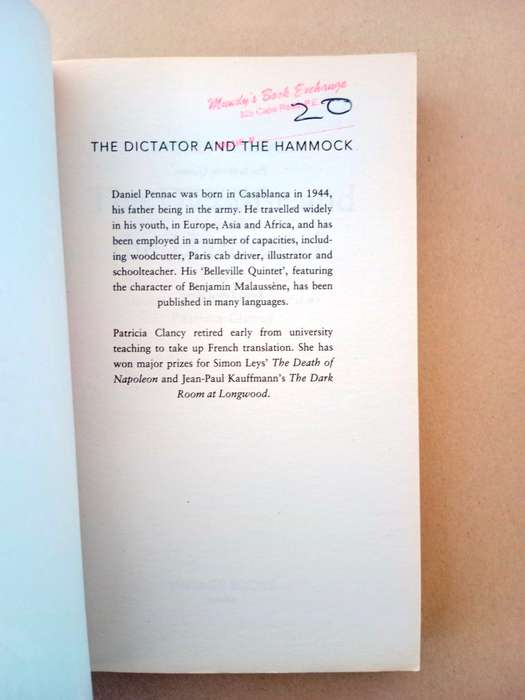 Mundy's Book Exchange
20
THE DICTATOR AND THE HAMMOCK
Daniel Pennac was born in Casablanca in 1944,
his father being in the army. He travelled widely
in his youth, in Europe, Asia and Africa, and has
been employed in a number of capacities, includ-
ing woodcutter, Paris cab driver, illustrator and
schoolteacher. His 'Belleville Quintet', featuring
the character of Benjamin Malaussène, has been
published in many languages.
Patricia Clancy retired early from university
teaching to take up French translation. She has
won major prizes for Simon Leys' The Death of
Napoleon and Jean-Paul Kauffmann's The Dark
Room at Longwood.